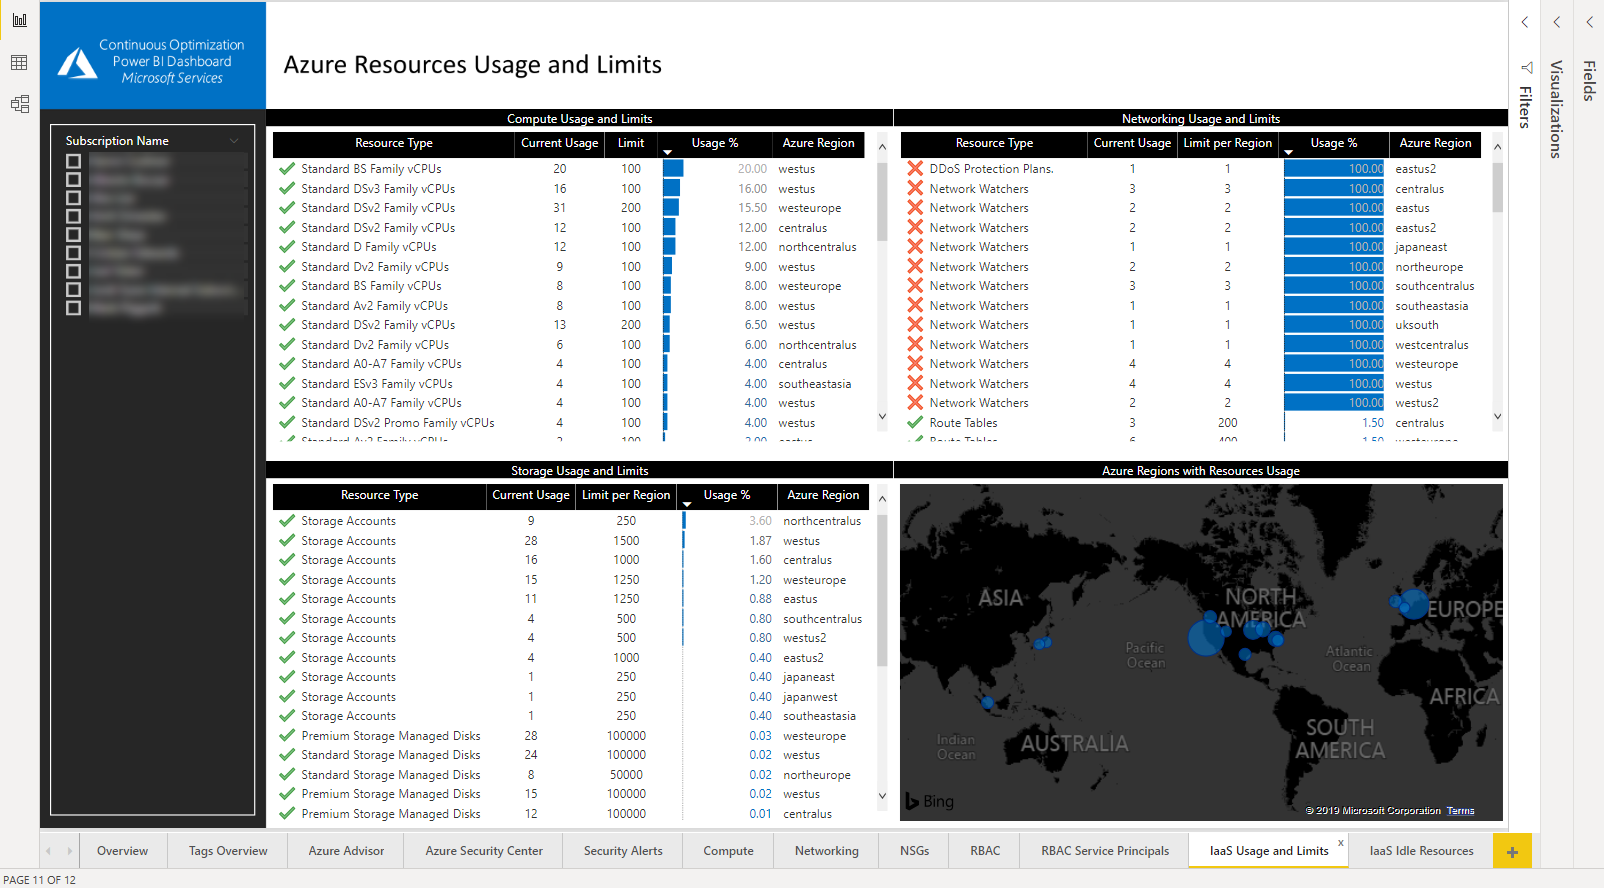 Continuous Optimization
Power BI Dashboard
Microsoft Services
Azure Resources Usage and Limits
Filters
Visualizations
Fields
Subscription Name
Compute Usage and Limits
Resource Type Current Usage Limit Usage % Azure Region
Standard BS Family vCPUs 20 100 20.00 westus
Standard DSv3 Family vCPUs 16 100 16.00 westus
Standard DSv2 Family vCPUs 31 200 15.50 westeurope
Standard DSv2 Family vCPUs 12 100 12.00 centralus
Standard D Family vCPUs 12 100 12.00 northcentralus
Standard Dv2 Family vCPUs 9 100 9.00 westus
Standard BS Family vCPUs 8 100 8.00 westeurope
Standard Av2 Family vCPUs 8 100 8.00 westus
Standard DSv2 Family vCPUs 13 200 6.50 westus
Standard Dv2 Family vCPUs 6 100 6.00 northcentralus
Standard A0-A7 Family vCPUs 4 100 4.00 centralus
Standard ESv3 Family vCPUs 4 100 4.00 southeastasia
Standard A0-A7 Family vCPUs 4 100 4.00 westus
Standard DSv2 Promo Family vCPUs 4 100 4.00 westus
Standard Av2 Family vCPUs 2 100 2.00 eastus
Networking Usage and Limits
Resource Type Current Usage Limit per Region Usage % Azure Region
DDoS Protection Plans. 1 1 100.00 eastus2
Network Watchers 3 3 100.00 centralus
Network Watchers 2 2 100.00 eastus
Network Watchers 2 2 100.00 eastus2
Network Watchers 1 1 100.00 japaneast
Network Watchers 2 2 100.00 northeurope
Network Watchers 3 3 100.00 southcentralus
Network Watchers 1 1 100.00 southeastasia
Network Watchers 1 1 100.00 uksouth
Network Watchers 1 1 100.00 westcentralus
Network Watchers 4 4 100.00 westeurope
Network Watchers 4 4 100.00 westus
Network Watchers 2 2 100.00 westus2
Route Tables 3 200 1.50 centralus
Route Tables 6 400 1.50 westeurope
Storage Usage and Limits
Resource Type Current Usage Limit per Region Usage % Azure Region
Storage Accounts 9 250 3.60 northcentralus
Storage Accounts 28 1500 1.87 westus
Storage Accounts 16 1000 1.60 centralus
Storage Accounts 15 1250 1.20 westeurope
Storage Accounts 11 1250 0.88 eastus
Storage Accounts 4 500 0.80 southcentralus
Storage Accounts 4 500 0.80 westus2
Storage Accounts 4 1000 0.40 eastus2
Storage Accounts 1 250 0.40 japaneast
Storage Accounts 1 250 0.40 japanwest
Storage Accounts 1 250 0.40 southeastasia
Premium Storage Managed Disks 28 100000 0.03 westeurope
Standard Storage Managed Disks 24 100000 0.02 westus
Standard Storage Managed Disks 8 50000 0.02 northeurope
Premium Storage Managed Disks 15 100000 0.02 westus
Premium Storage Managed Disks 12 100000 0.01 centralus
Azure Regions with Resources Usage
ASIA
NORTH
AMERICA
EUROPE
Pacific
Ocean
Atlantic
Ocean
AFRICA
SOUTH
AMERICA
Indian
Ocean
AUSTRALIA
Bing
© 2019 Microsoft Corporation Terms
Overview Tags Overview Azure Advisor Azure Security Center Security Alerts Compute Networking NSGs RBAC RBAC Service Principals IaaS Usage and Limits x IaaS Idle Resources +
PAGE 11 OF 12